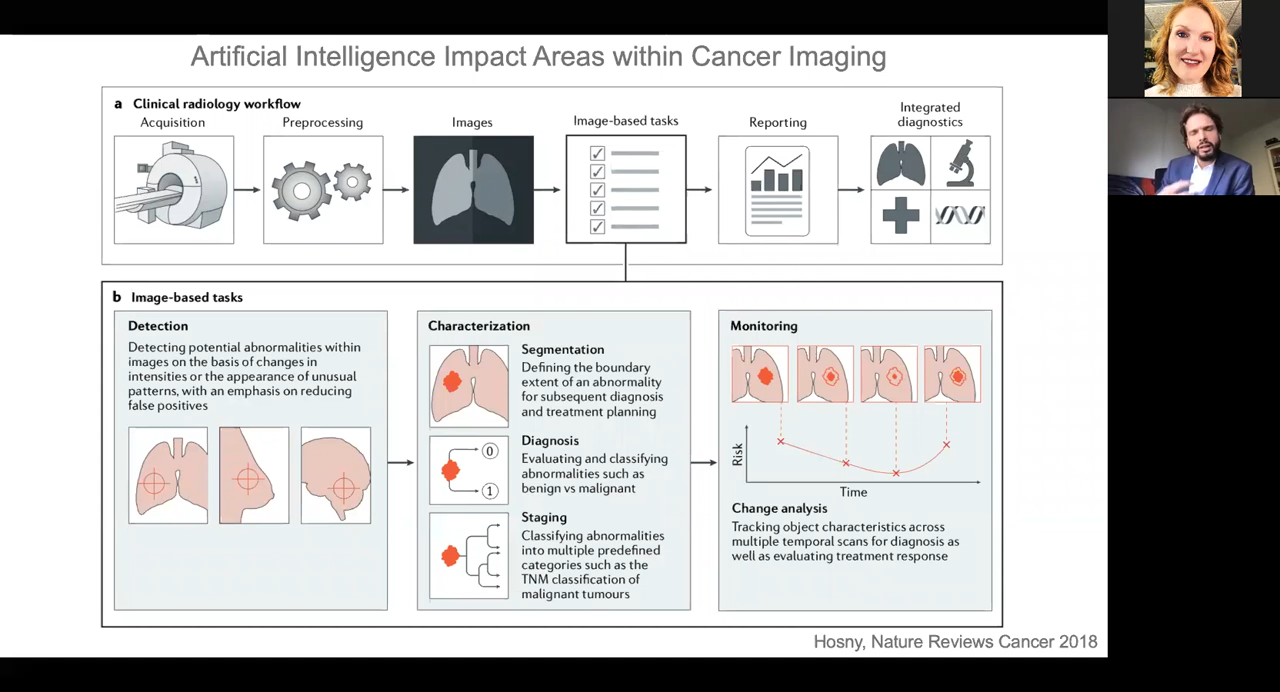 Artificial Intelligence Impact Areas within Cancer Imaging
a Clinical radiology workflow
Acquisition
Preprocessing
Images
Image-based tasks
Reporting
Integrated
diagnostics
b Image-based tasks
Detection
Detecting potential abnormalities within
images on the basis of changes in
intensities or the appearance of unusual
patterns, with an emphasis on reducing
false positives
Characterization
Segmentation
Defining the boundary
extent of an abnormality
for subsequent diagnosis
and treatment planning
Diagnosis
0
1
Evaluating and classifying
abnormalities such as
benign vs malignant
Staging
Classifying abnormalities
into multiple predefined
categories such as the
TNM classification of
malignant tumours
Monitoring
Risk
Time
Change analysis
Tracking object characteristics across
multiple temporal scans for diagnosis as
well as evaluating treatment response
Hosny, Nature Reviews Cancer 2018